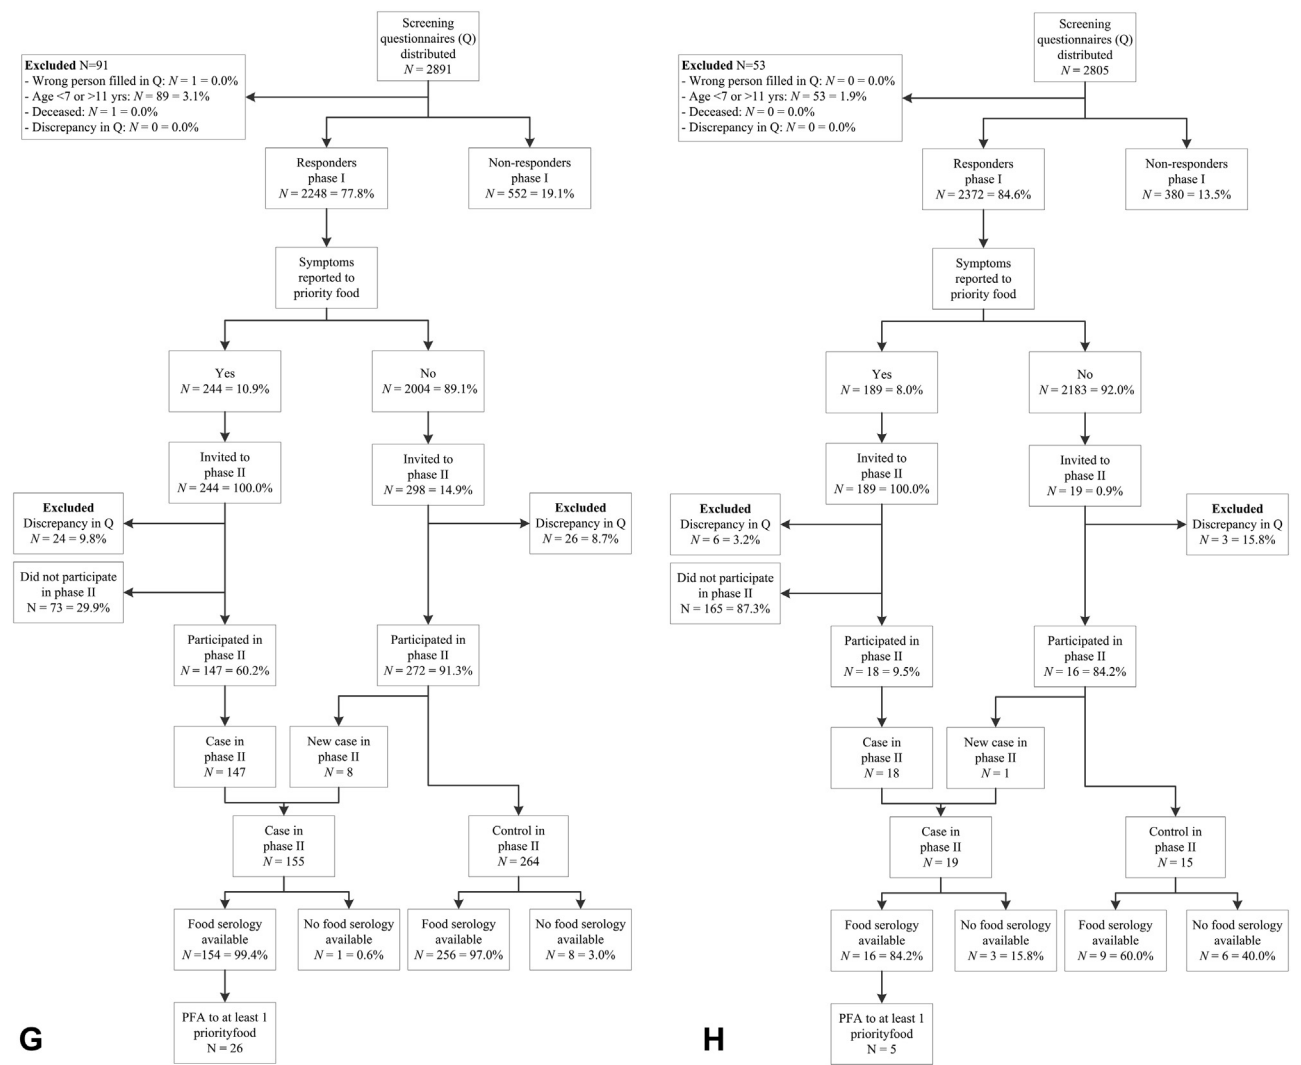 Screening
questionnaires (Q)
distributed
N = 2891
Excluded N=91
- Wrong person filled in Q: N = 1 = 0.0%
- Age <7 or >11 yrs: N = 89 = 3.1%
- Deceased: N = 1 = 0.0%
- Discrepancy in Q: N = 0 = 0.0%
Responders
phase I
N = 2248 = 77.8%
Non-responders
phase I
N = 552 = 19.1%
Symptoms
reported to
priority food
Yes
N = 244 = 10.9%
No
N = 2004 = 89.1%
Invited to
phase II
N = 244 = 100.0%
Invited to
phase II
N = 298 = 14.9%
Excluded
Discrepancy in Q
N = 24 = 9.8%
Excluded
Discrepancy in Q
N = 26 = 8.7%
Did not participate
in phase II
N = 73 = 29.9%
Participated in
phase II
N = 147 = 60.2%
Participated in
phase II
N = 272 = 91.3%
Case in
phase II
N = 147
New case in
phase II
N = 8
Case in
phase II
N = 155
Control in
phase II
N = 264
Food serology
available
N =154 = 99.4%
No food serology
available
N = 1 = 0.6%
Food serology
available
N = 256 = 97.0%
No food serology
available
N = 8 = 3.0%
PFA to at least 1
priorityfood
N = 26
G
Screening
questionnaires (Q)
distributed
N = 2805
Excluded N=53
- Wrong person filled in Q: N = 0 = 0.0%
- Age <7 or >11 yrs: N = 53 = 1.9%
- Deceased: N = 0 = 0.0%
- Discrepancy in Q: N = 0 = 0.0%
Responders
phase I
N = 2372 = 84.6%
Non-responders
phase I
N = 380 = 13.5%
Symptoms
reported to
priority food
Yes
N = 189 = 8.0%
No
N = 2183 = 92.0%
Invited to
phase II
N = 189 = 100.0%
Invited to
phase II
N = 19 = 0.9%
Excluded
Discrepancy in Q
N = 6 = 3.2%
Excluded
Discrepancy in Q
N = 3 = 15.8%
Did not participate
in phase II
N = 165 = 87.3%
Participated in
phase II
N = 18 = 9.5%
Participated in
phase II
N = 16 = 84.2%
Case in
phase II
N = 18
New case in
phase II
N = 1
Case in
phase II
N = 19
Control in
phase II
N = 15
Food serology
available
N = 16 = 84.2%
No food serology
available
N = 3 = 15.8%
Food serology
available
N = 9 = 60.0%
No food serology
available
N = 6 = 40.0%
PFA to at least 1
priorityfood
N = 5
H